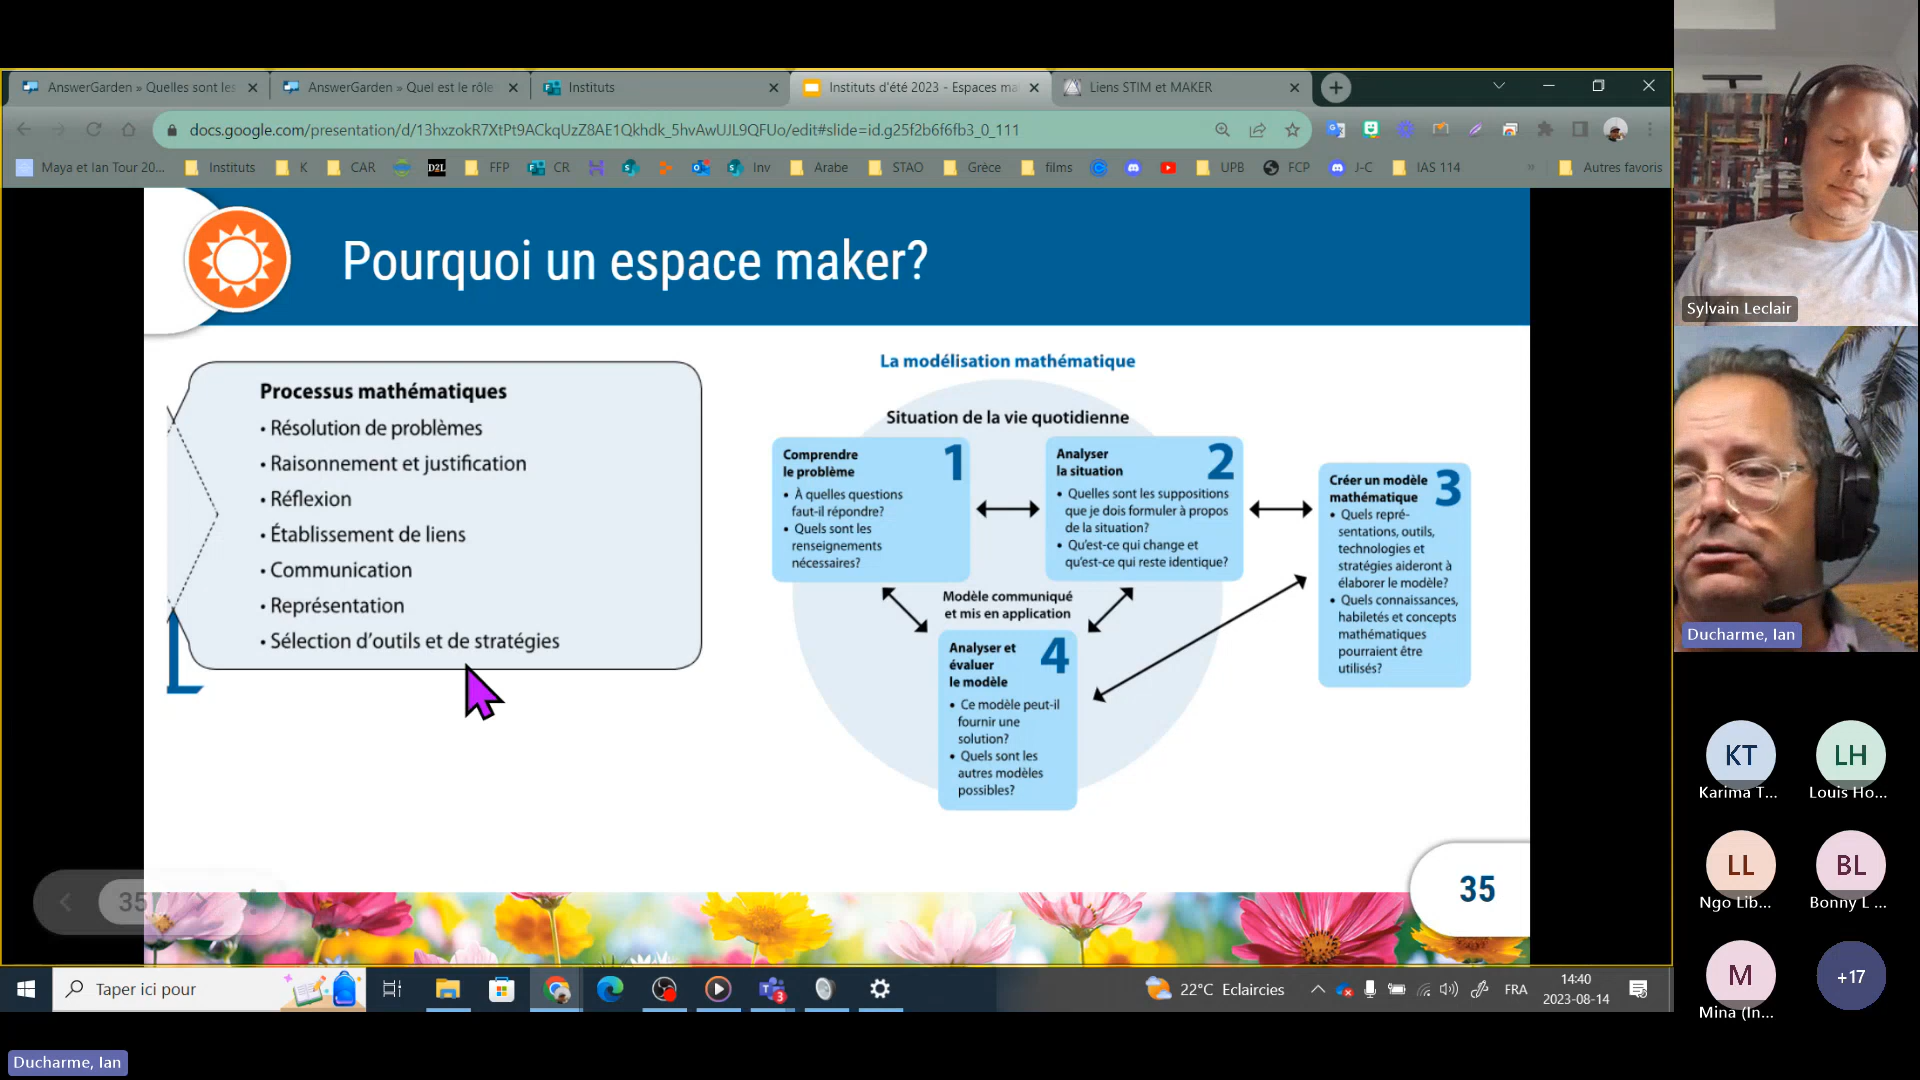 AnswerGarden » Quelles sont les
AnswerGarden » Quel est le rôle
Instituts
Instituts d'été 2023 - Espaces ma
Liens STIM et MAKER
docs.google.com/presentation/d/13hxzokR7XtPt9ACkqUzZ8AE1Qkhdk_5hvAwUJL9QFUo/edit#slide=id.g25f2b6f6fb3_0_111
Maya et Ian Tour 20... Instituts K CAR D2L FFP CR Inv Arabe STAO Grèce films UPB FCP J-C IAS 114 » Autres favoris
Pourquoi un espace maker?
Processus mathématiques
• Résolution de problèmes
• Raisonnement et justification
• Réflexion
• Établissement de liens
• Communication
• Représentation
• Sélection d'outils et de stratégies
La modélisation mathématique
Situation de la vie quotidienne
Comprendre
le problème
1
• À quelles questions
faut-il répondre?
• Quels sont les
renseignements
nécessaires?
Analyser
la situation
2
• Quelles sont les suppositions
que je dois formuler à propos
de la situation?
• Qu'est-ce qui change et
qu'est-ce qui reste identique?
Créer un modèle
mathématique
3
• Quels repré-
sentations, outils,
technologies et
stratégies aideront à
élaborer le modèle?
• Quels connaissances,
habiletés et concepts
mathématiques
pourraient être
utilisés?
Modèle communiqué
et mis en application
Analyser et
évaluer
le modèle
4
• Ce modèle peut-il
fournir une
solution?
• Quels sont les
autres modèles
possibles?
35
35
Taper ici pour
3
22°C Eclaircies
FRA
14:40
2023-08-14
Sylvain Leclair
Ducharme, Ian
KT
Karima T...
LH
Louis Ho...
LL
Ngo Lib...
BL
Bonny L ...
M
Mina (In...
+17
Ducharme, Ian